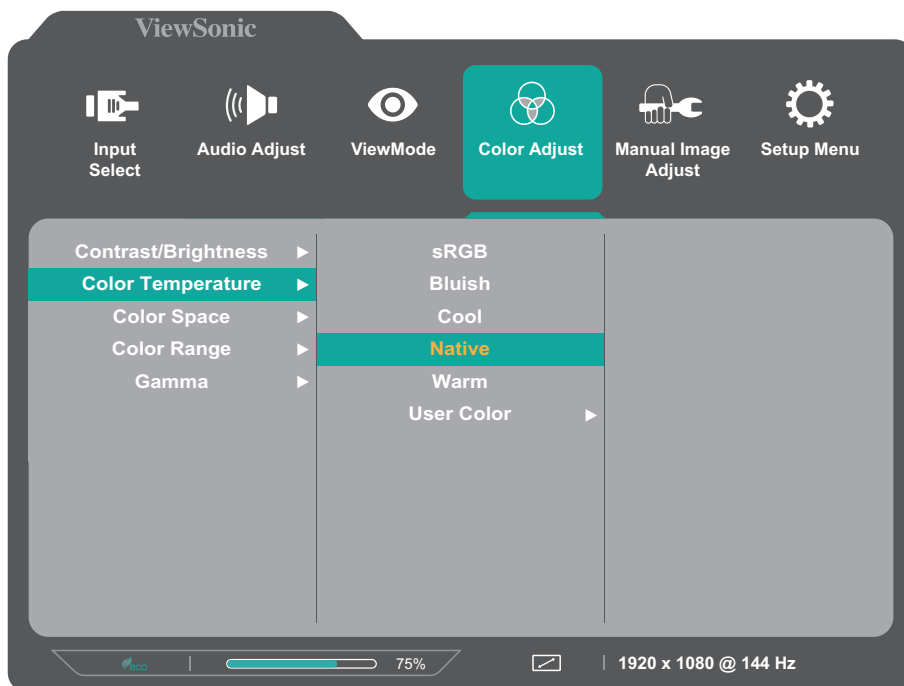 ViewSonic
Input
Select
Audio Adjust
ViewMode
Color Adjust
Manual Image
Adjust
Setup Menu
Contrast/Brightness
Color Temperature
Color Space
Color Range
Gamma
sRGB
Bluish
Cool
Native
Warm
User Color
eco
75%
1920 x 1080 @ 144 Hz